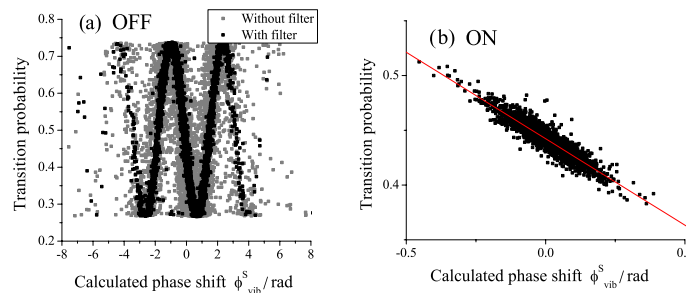 (a) OFF
Without filter
With filter
0.8
0.7
0.6
0.5
0.4
0.3
0.2
Transition probability
-8 -6 -4 -2 0 2 4 6 8
Calculated phase shift ϕ^S_vib/rad
(b) ON
0.5
0.4
Transition probability
-0.5 0.0 0.5
Calculated phase shift ϕ^S_vib/rad